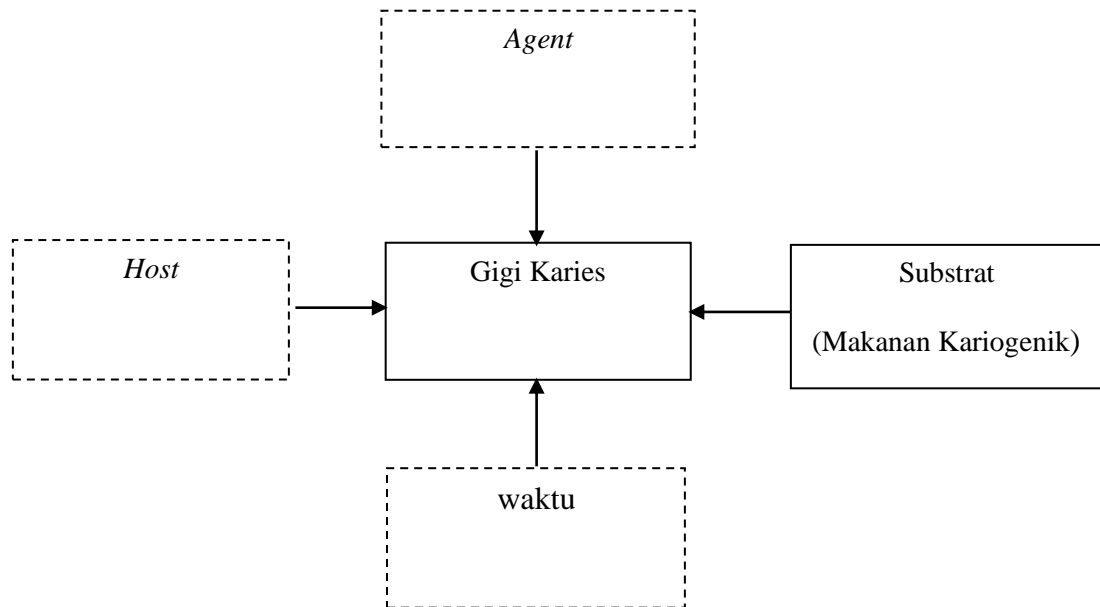 Agent
Host
Gigi Karies
Substrat
(Makanan Kariogenik)
waktu